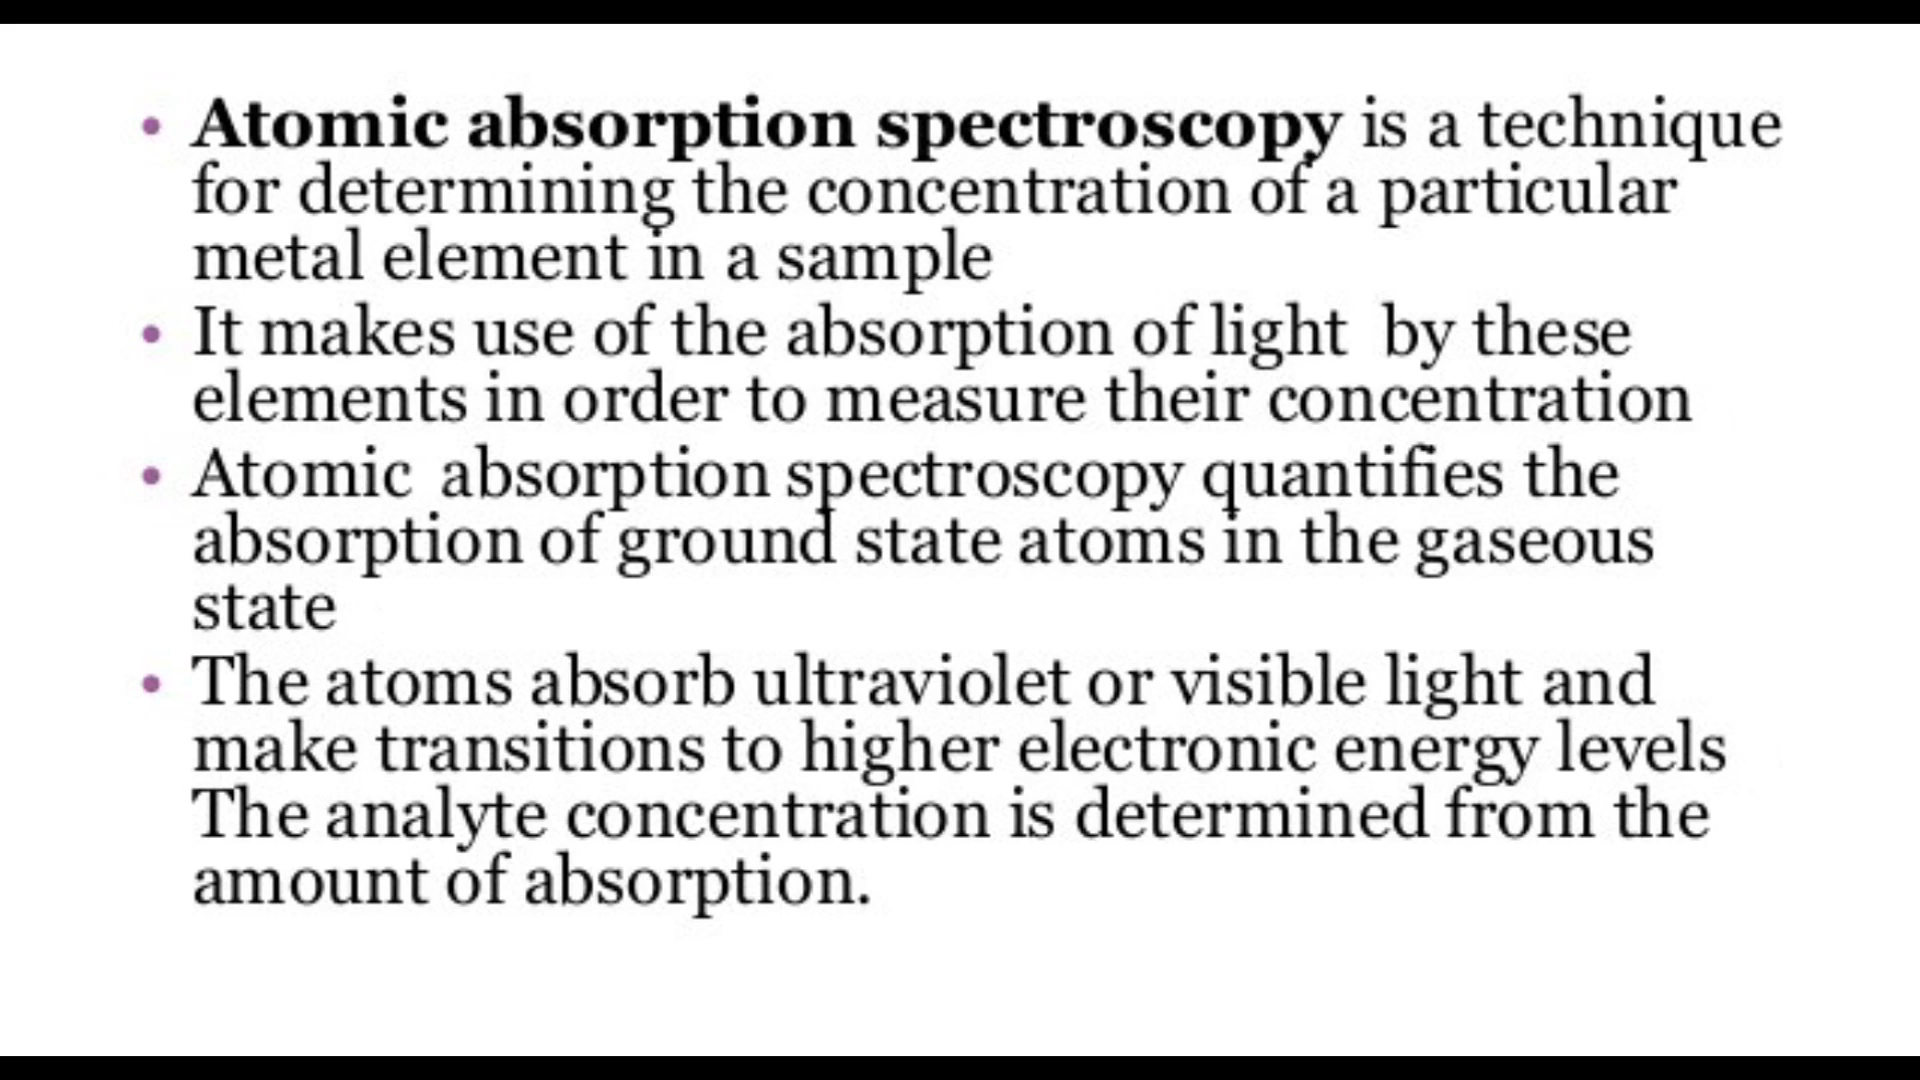 • Atomic absorption spectroscopy is a technique
for determining the concentration of a particular
metal element in a sample
• It makes use of the absorption of light  by these
elements in order to measure their concentration
• Atomic  absorption spectroscopy quantifies the
absorption of ground state atoms in the gaseous
state
• The atoms absorb ultraviolet or visible light and
make transitions to higher electronic energy levels
The analyte concentration is determined from the
amount of absorption.